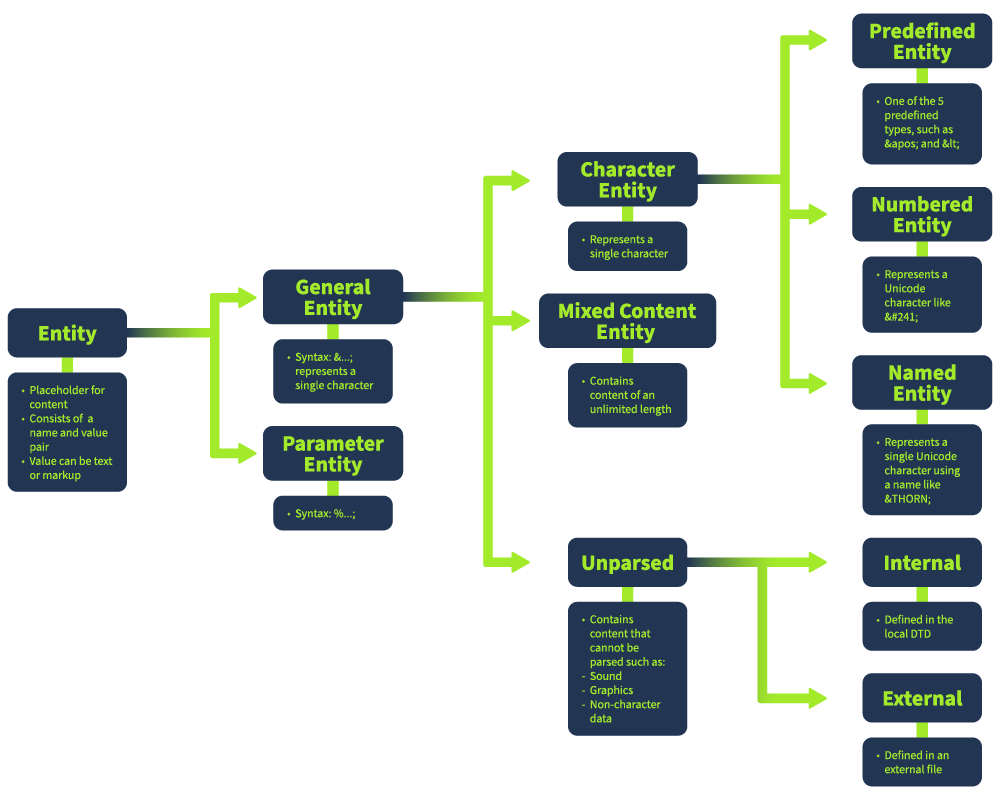 Entity
• Placeholder for
content
• Consists of a
name and value
pair
• Value can be text
or markup
General
Entity
• Syntax: &...;
represents a
single character
Parameter
Entity
• Syntax: %...;
Character
Entity
• Represents a
single character
Mixed Content
Entity
• Contains
content of an
unlimited length
Unparsed
• Contains
content that
cannot be
parsed such as:
- Sound
- Graphics
- Non-character
data
Predefined
Entity
• One of the 5
predefined
types, such as
&apos; and &lt;
Numbered
Entity
• Represents a
Unicode
character like
&#241;
Named
Entity
• Represents a
single Unicode
character using
a name like
&THORN;
Internal
• Defined in the
local DTD
External
• Defined in an
external file